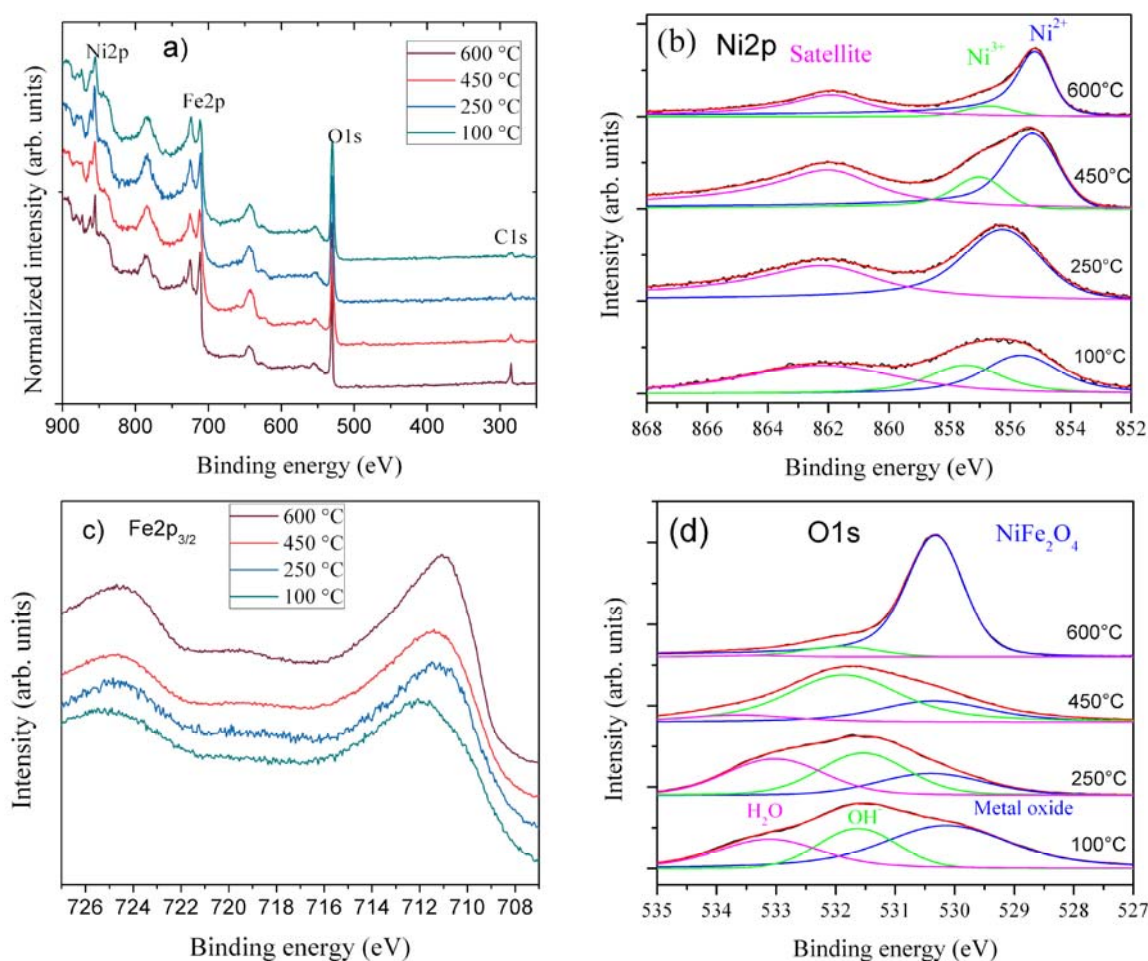 a)
Ni2p
Fe2p
O1s
C1s
600 °C
450 °C
250 °C
100 °C
Normalized intensity (arb. units)
900 800 700 600 500 400 300
Binding energy (eV)
(b) Ni2p
Satellite
Ni³⁺
Ni²⁺
600°C
450°C
250°C
100°C
Intensity (arb. units)
868 866 864 862 860 858 856 854 852
Binding energy (eV)
c) Fe2p₃/₂
600 °C
450 °C
250 °C
100 °C
Intensity (arb. units)
726 724 722 720 718 716 714 712 710 708
Binding energy (eV)
(d) O1s
NiFe₂O₄
600°C
450°C
250°C
H₂O
OH⁻
Metal oxide
100°C
Intensity (arb. units)
535 534 533 532 531 530 529 528 527
Binding energy (eV)